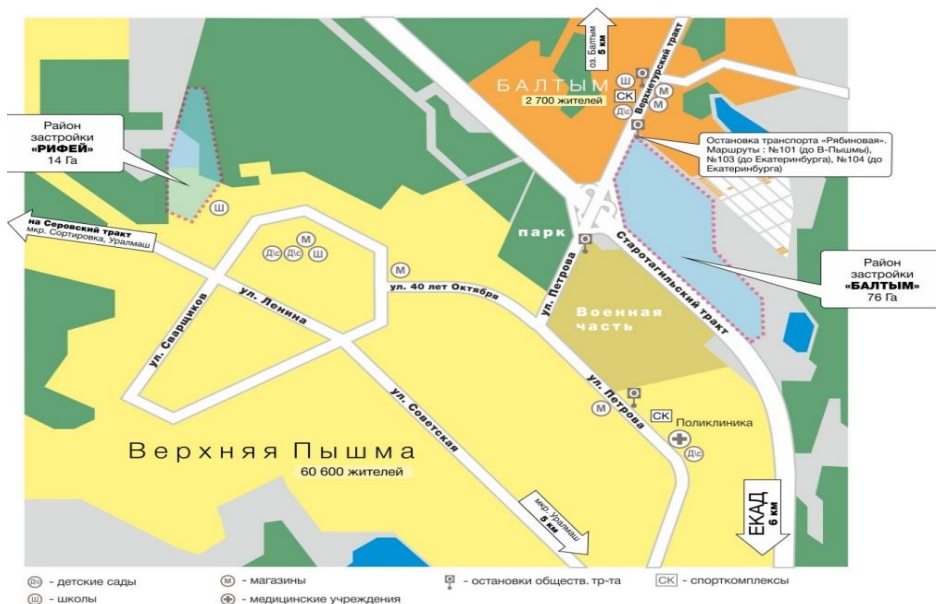 оз. Балтым
5 км
Верхнетурский тракт
БАЛТЫМ
2 700 жителей
Ш
СК
Д\с
М
М
Район
застройки
«РИФЕЙ»
14 Га
Остановка транспорта «Рябиновая».
Маршруты : №101 (до В-Пышмы),
№103 (до Екатеринбурга), №104 (до
Екатеринбурга)
Ш
на Серовский тракт
мкр. Сортировка, Уралмаш
парк
М
Д\с
Д\с
Ш
М
ул. 40 лет Октября
ул. Петрова
Старотагильский тракт
Район
застройки
«БАЛТЫМ»
76 Га
ул. Сварщиков
ул. Ленина
Военная
часть
ул. Петрова
М
СК
Поликлиника
Д\с
ул. Советская
Верхняя Пышма
60 600 жителей
мкр. Уралмаш
5 км
ЕКАД
6 км
Д\с - детские сады
М - магазины
- остановки обществ. тр-та
СК - спорткомплексы
Ш - школы
- медицинские учреждения